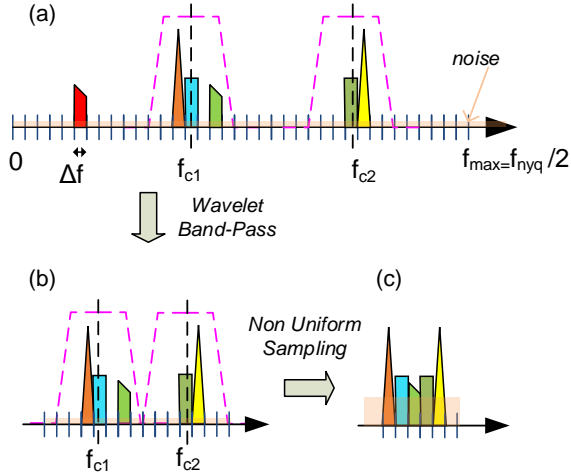 (a)
noise
0
Δf
fc1
fc2
fmax=fnyq/2
Wavelet
Band-Pass
(b)
(c)
Non Uniform
Sampling
fc1
fc2